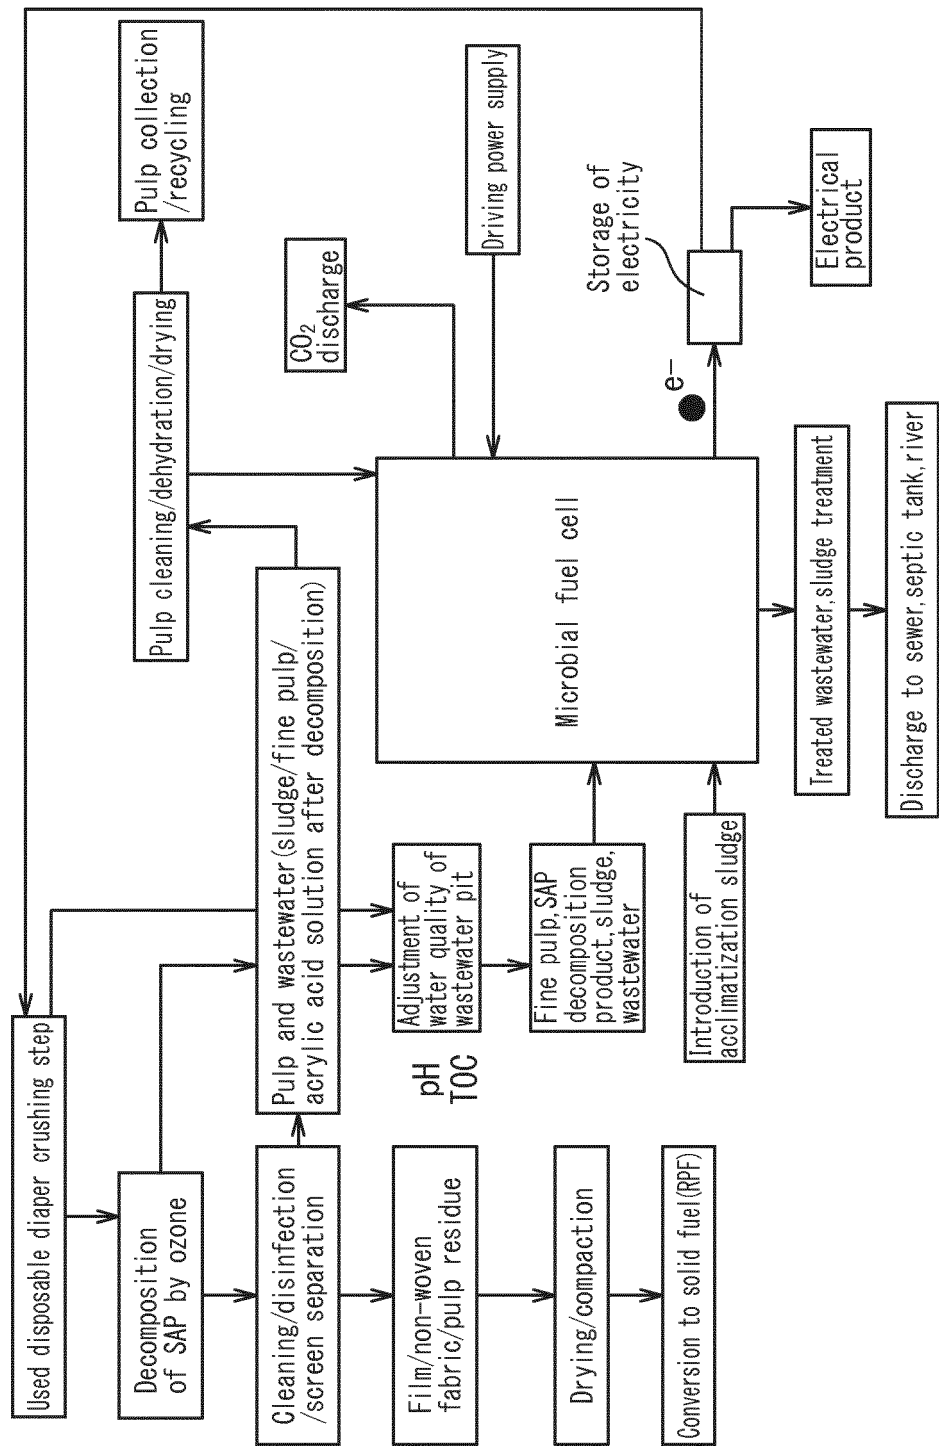 Used disposable diaper crushing step
Decomposition
of SAP by ozone
Cleaning/disinfection
/screen separation
Film/non-woven
fabric/pulp residue
Drying/compaction
Conversion to solid fuel(RPF)
Pulp and wastewater(sludge/fine pulp/
acrylic acid solution after decomposition)
pH
TOC
Adjustment of
water quality of
wastewater pit
Fine pulp,SAP
decomposition
product,sludge,
wastewater
Introduction of
acclimatization sludge
Pulp cleaning/dehydration/drying
Pulp collection
/recycling
Microbial fuel cell
CO2
discharge
Driving power supply
e−
Storage of
electricity
Electrical
product
Treated wastewater,sludge treatment
Discharge to sewer,septic tank,river